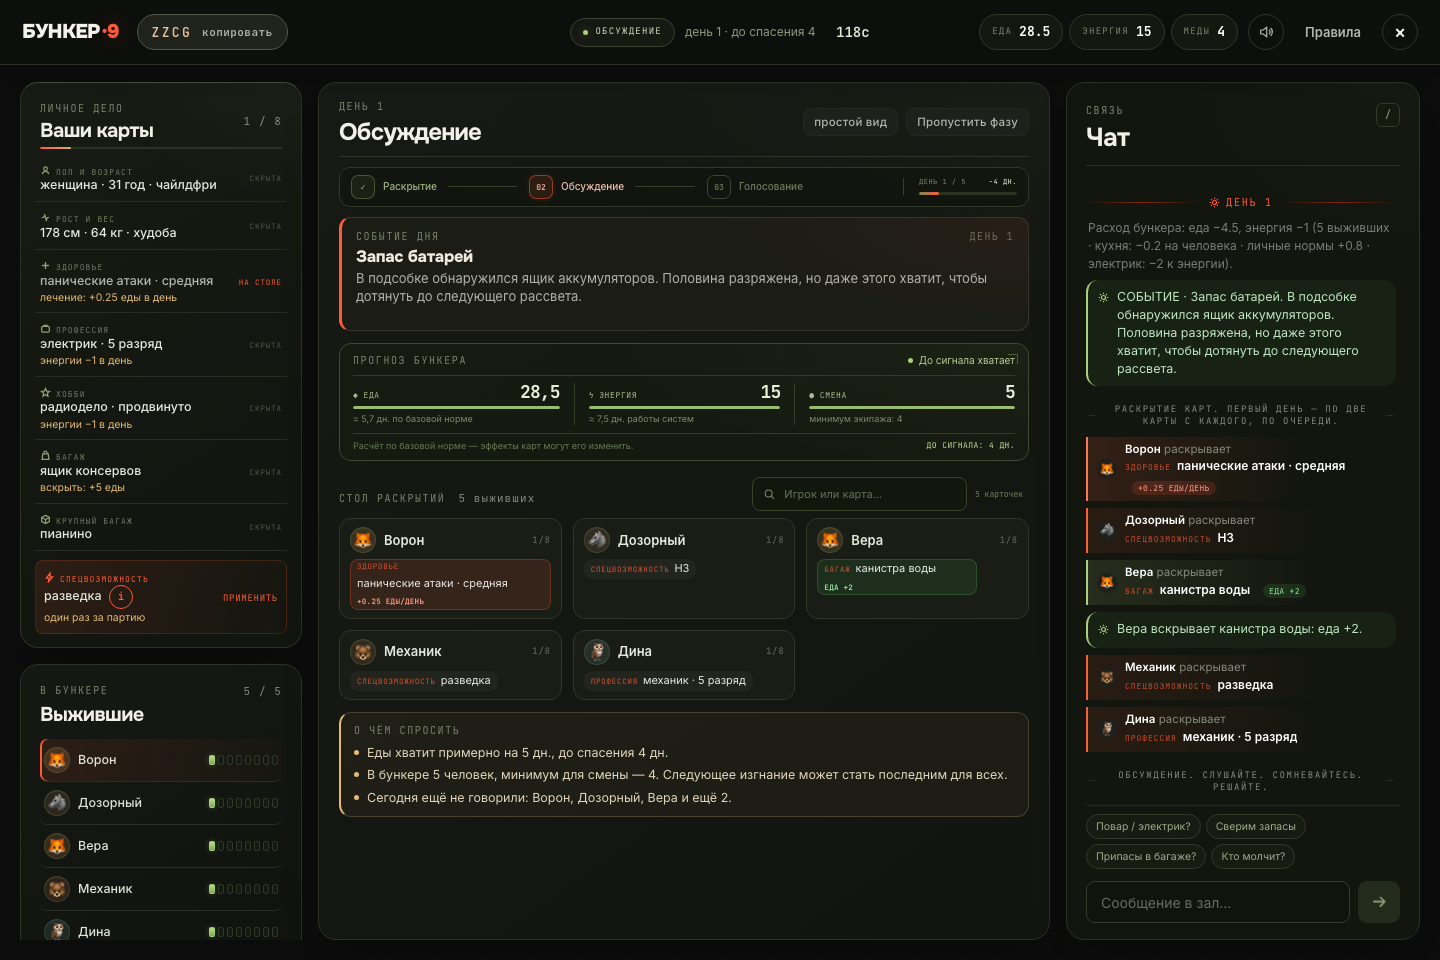 БУНКЕР·9
ZZCG копировать
ОБСУЖДЕНИЕ
день 1 · до спасения 4
118с
ЕДА 28.5
ЭНЕРГИЯ 15
МЕДЫ 4
Правила
×
ЛИЧНОЕ ДЕЛО
Ваши карты
1 / 8
ПОЛ И ВОЗРАСТ
женщина · 31 год · чайлдфри
СКРЫТА
РОСТ И ВЕС
178 см · 64 кг · худоба
СКРЫТА
ЗДОРОВЬЕ
панические атаки · средняя
НА СТОЛЕ
лечение: +0.25 еды в день
ПРОФЕССИЯ
электрик · 5 разряд
СКРЫТА
энергии −1 в день
ХОББИ
радиодело · продвинуто
СКРЫТА
энергии −1 в день
БАГАЖ
ящик консервов
СКРЫТА
вскрыть: +5 еды
КРУПНЫЙ БАГАЖ
пианино
СКРЫТА
СПЕЦВОЗМОЖНОСТЬ
разведка i
ПРИМЕНИТЬ
один раз за партию
В БУНКЕРЕ
5 / 5
Выжившие
Ворон
Дозорный
Вера
Механик
Дина
ДЕНЬ 1
Обсуждение
простой вид
Пропустить фазу
✓ Раскрытие
02 Обсуждение
03 Голосование
ДЕНЬ 1 / 5
~4 ДН.
СОБЫТИЕ ДНЯ
ДЕНЬ 1
Запас батарей
В подсобке обнаружился ящик аккумуляторов. Половина разряжена, но даже этого хватит, чтобы
дотянуть до следующего рассвета.
ПРОГНОЗ БУНКЕРА
До сигнала хватает
ЕДА 28,5
≈ 5,7 дн. по базовой норме
ЭНЕРГИЯ 15
≈ 7,5 дн. работы систем
СМЕНА 5
минимум экипажа: 4
Расчёт по базовой норме — эффекты карт могут его изменить.
ДО СИГНАЛА: 4 ДН.
СТОЛ РАСКРЫТИЙ 5 выживших
Игрок или карта…
5 карточек
Ворон 1/8
ЗДОРОВЬЕ
панические атаки · средняя
+0.25 ЕДЫ/ДЕНЬ
Дозорный 1/8
СПЕЦВОЗМОЖНОСТЬ НЗ
Вера 1/8
БАГАЖ канистра воды
ЕДА +2
Механик 1/8
СПЕЦВОЗМОЖНОСТЬ разведка
Дина 1/8
ПРОФЕССИЯ механик · 5 разряд
О ЧЁМ СПРОСИТЬ
Еды хватит примерно на 5 дн., до спасения 4 дн.
В бункере 5 человек, минимум для смены — 4. Следующее изгнание может стать последним для всех.
Сегодня ещё не говорили: Ворон, Дозорный, Вера и ещё 2.
СВЯЗЬ
Чат
/
ДЕНЬ 1
Расход бункера: еда −4.5, энергия −1 (5 выживших
· кухня: −0.2 на человека · личные нормы +0.8 ·
электрик: −2 к энергии).
СОБЫТИЕ · Запас батарей. В подсобке
обнаружился ящик аккумуляторов.
Половина разряжена, но даже этого
хватит, чтобы дотянуть до следующего
рассвета.
РАСКРЫТИЕ КАРТ. ПЕРВЫЙ ДЕНЬ — ПО ДВЕ
КАРТЫ С КАЖДОГО, ПО ОЧЕРЕДИ.
Ворон раскрывает
ЗДОРОВЬЕ панические атаки · средняя
+0.25 ЕДЫ/ДЕНЬ
Дозорный раскрывает
СПЕЦВОЗМОЖНОСТЬ НЗ
Вера раскрывает
БАГАЖ канистра воды ЕДА +2
Вера вскрывает канистра воды: еда +2.
Механик раскрывает
СПЕЦВОЗМОЖНОСТЬ разведка
Дина раскрывает
ПРОФЕССИЯ механик · 5 разряд
ОБСУЖДЕНИЕ. СЛУШАЙТЕ. СОМНЕВАЙТЕСЬ.
РЕШАЙТЕ.
Повар / электрик?
Сверим запасы
Припасы в багаже?
Кто молчит?
Сообщение в зал…